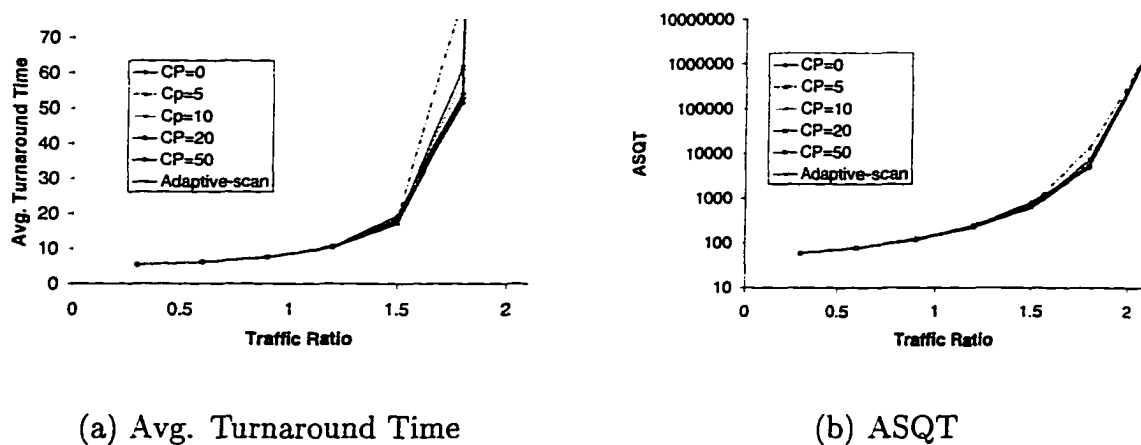 Avg. Turnaround Time
70
60
50
40
30
20
10
0
CP=0
Cp=5
Cp=10
CP=20
CP=50
Adaptive-scan
0 0.5 1 1.5 2
Traffic Ratio
(a) Avg. Turnaround Time
ASQT
10000000
1000000
100000
10000
1000
100
10
CP=0
CP=5
CP=10
CP=20
CP=50
Adaptive-scan
0 0.5 1 1.5 2
Traffic Ratio
(b) ASQT